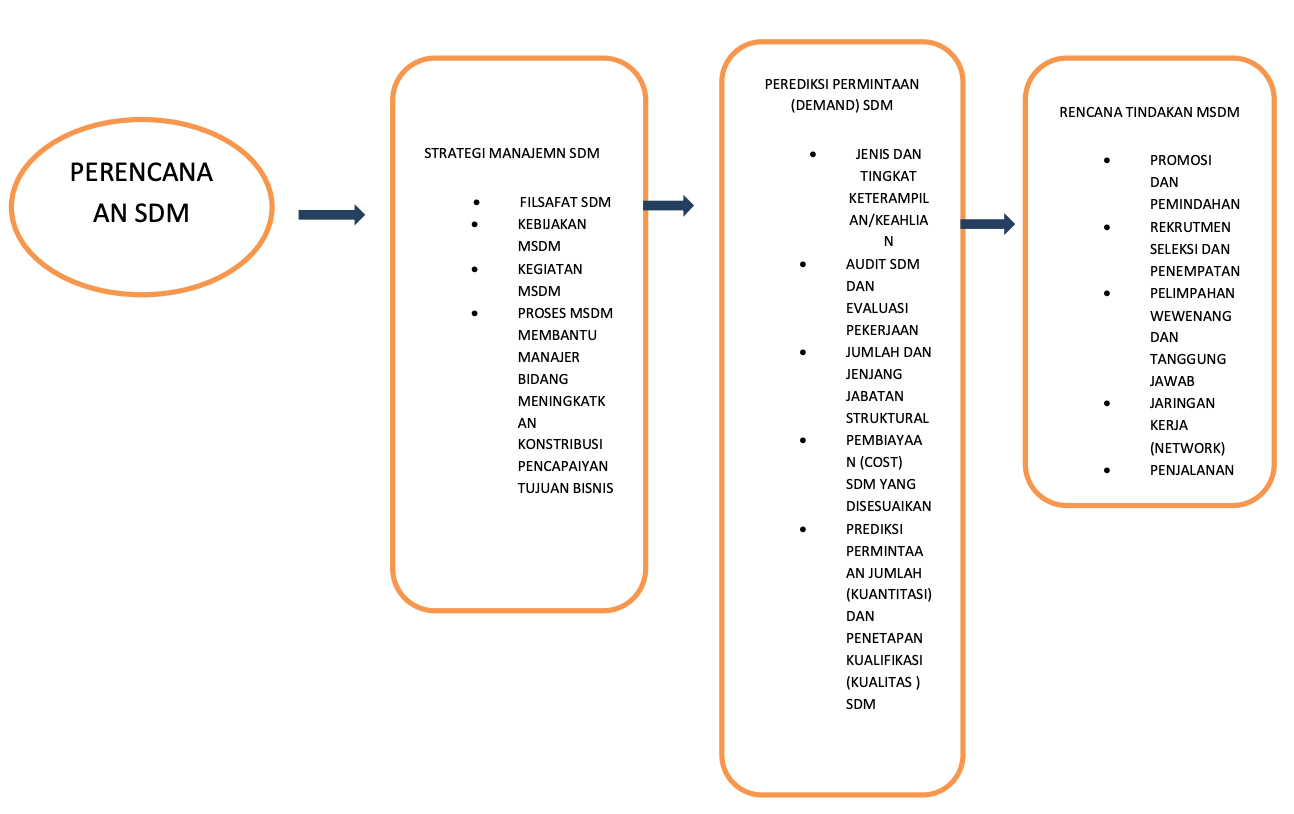 PERENCANA
AN SDM
STRATEGI MANAJEMN SDM
• FILSAFAT SDM
• KEBIJAKAN
MSDM
• KEGIATAN
MSDM
• PROSES MSDM
MEMBANTU
MANAJER
BIDANG
MENINGKATK
AN
KONSTRIBUSI
PENCAPAIYAN
TUJUAN BISNIS
PEREDIKSI PERMINTAAN
(DEMAND) SDM
• JENIS DAN
TINGKAT
KETERAMPIL
AN/KEAHLIA
N
• AUDIT SDM
DAN
EVALUASI
PEKERJAAN
• JUMLAH DAN
JENJANG
JABATAN
STRUKTURAL
• PEMBIAYAA
N (COST)
SDM YANG
DISESUAIKAN
• PREDIKSI
PERMINTAA
AN JUMLAH
(KUANTITASI)
DAN
PENETAPAN
KUALIFIKASI
(KUALITAS )
SDM
RENCANA TINDAKAN MSDM
• PROMOSI
DAN
PEMINDAHAN
• REKRUTMEN
SELEKSI DAN
PENEMPATAN
• PELIMPAHAN
WEWENANG
DAN
TANGGUNG
JAWAB
• JARINGAN
KERJA
(NETWORK)
• PENJALANAN